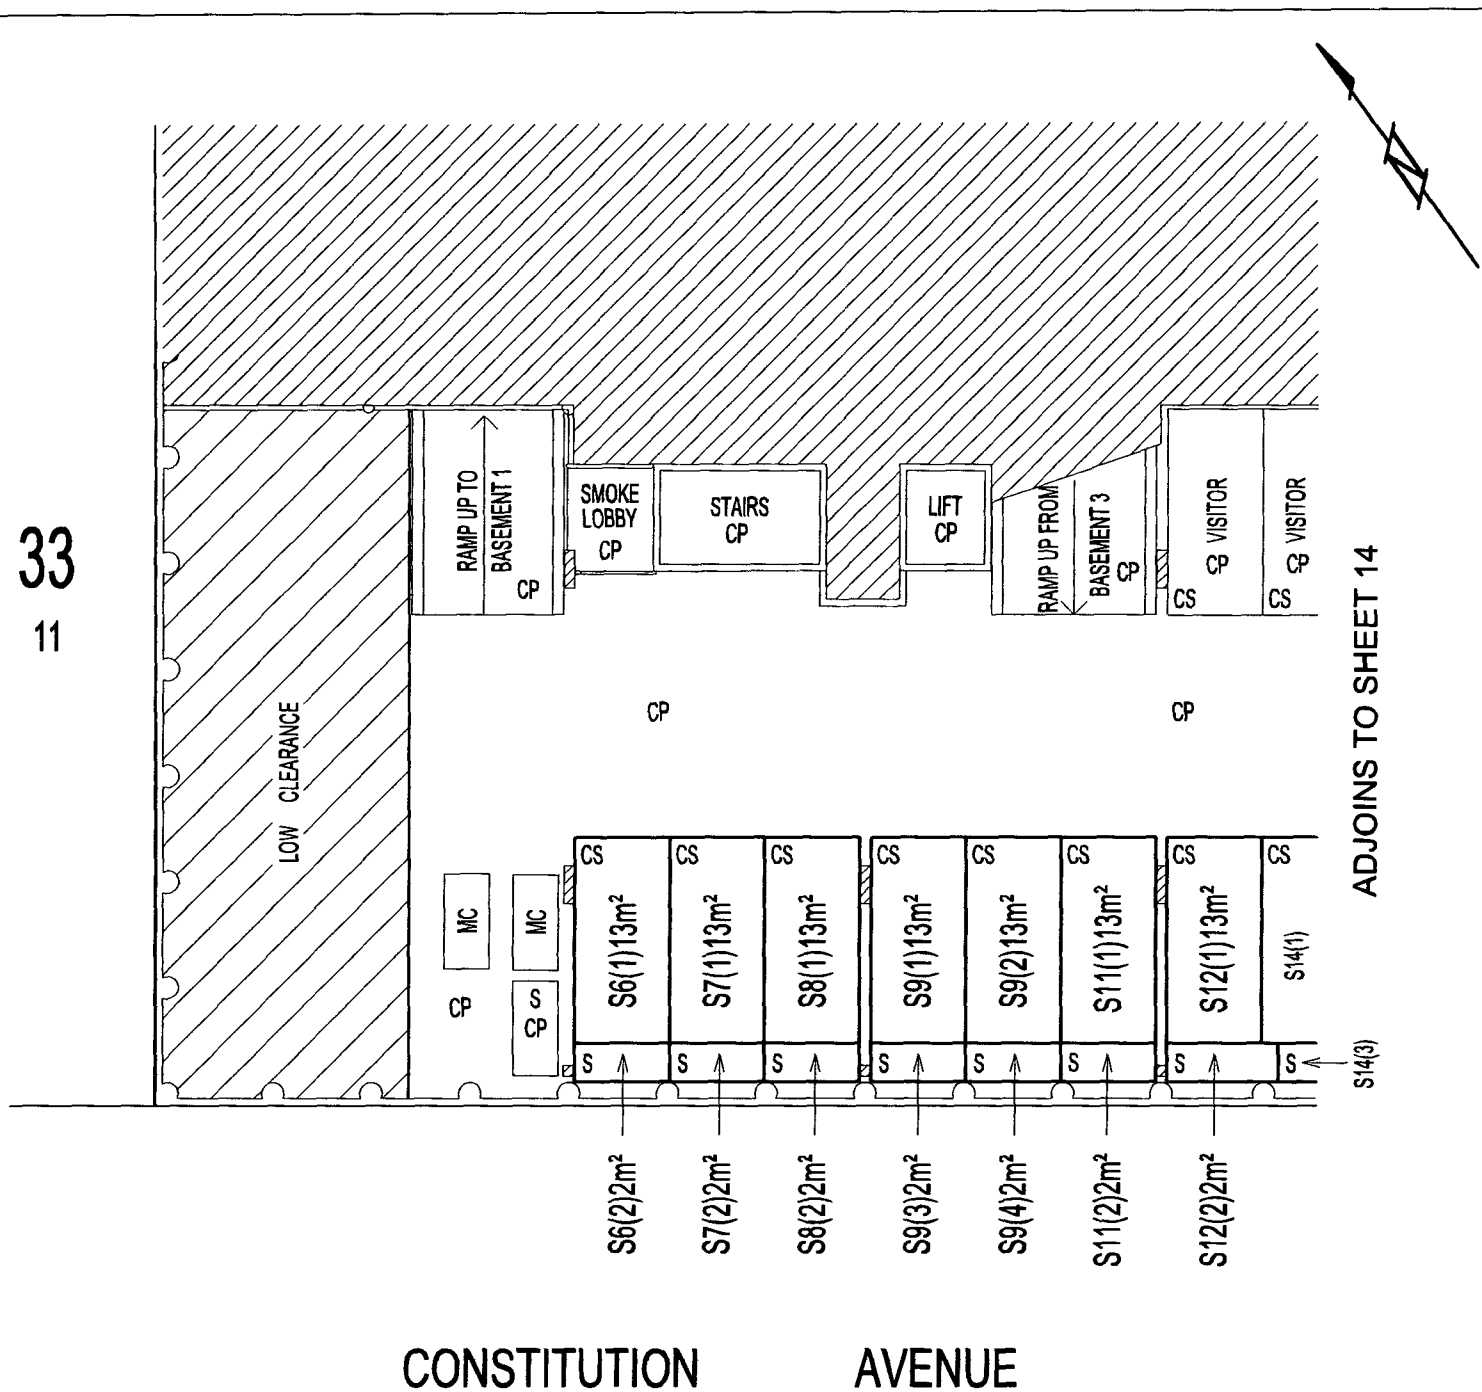 33
11
RAMP UP TO
BASEMENT 1
CP
SMOKE
LOBBY
CP
STAIRS
CP
LIFT
CP
RAMP UP FROM
BASEMENT 3
CP
VISITOR
CP
CS
VISITOR
CP
CS
ADJOINS TO SHEET 14
LOW CLEARANCE
CP
CP
MC
MC
CP
S
CP
CS
S6(1)13m²
CS
S7(1)13m²
CS
S8(1)13m²
CS
S9(1)13m²
CS
S9(2)13m²
CS
S11(1)13m²
CS
S12(1)13m²
CS
S14(1)
S
S
S
S
S
S
S
S
S14(3)
S6(2)2m²
S7(2)2m²
S8(2)2m²
S9(3)2m²
S9(4)2m²
S11(2)2m²
S12(2)2m²
CONSTITUTION AVENUE